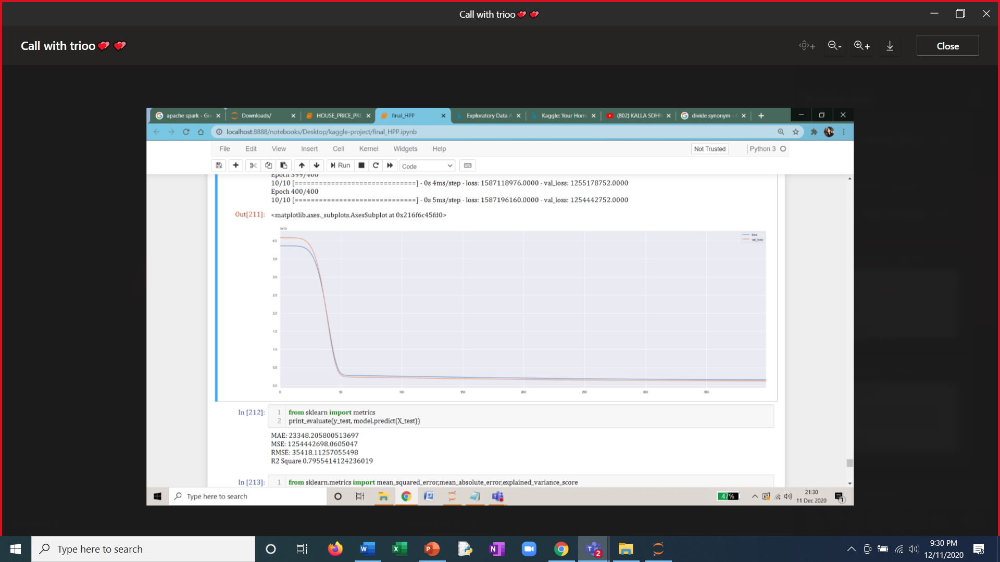 Call with trioo
Call with trioo
Close
apache spark - Go
Downloads/
HOUSE_PRICE_PRE
final_HPP
Exploratory Data A
Kaggle: Your Home
(802) KALLA SOHN
divide synonym - 
localhost:8888/notebooks/Desktop/kaggle-project/final_HPP.ipynb
File Edit View Insert Cell Kernel Widgets Help
Not Trusted
Python 3
Run
Code
Epoch 399/400
10/10 [==============================] - 0s 4ms/step - loss: 1587118976.0000 - val_loss: 1255178752.0000
Epoch 400/400
10/10 [==============================] - 0s 5ms/step - loss: 1587196160.0000 - val_loss: 1254442752.0000
Out[211]: <matplotlib.axes._subplots.AxesSubplot at 0x216f6c45fd0>
1e10
loss
val_loss
4.0
3.5
3.0
2.5
2.0
1.5
1.0
0.5
0.0
0 50 100 150 200 250 300 350
In [212]:
1 from sklearn import metrics
2 print_evaluate(y_test, model.predict(X_test))
MAE: 23348.205800513697
MSE: 1254442698.0605047
RMSE: 35418.11257055498
R2 Square 0.7955414124236019
In [213]:
1 from sklearn.metrics import mean_squared_error,mean_absolute_error,explained_variance_score
Type here to search
47%
21:30
11 Dec 2020
1
Type here to search
2
9:30 PM
12/11/2020